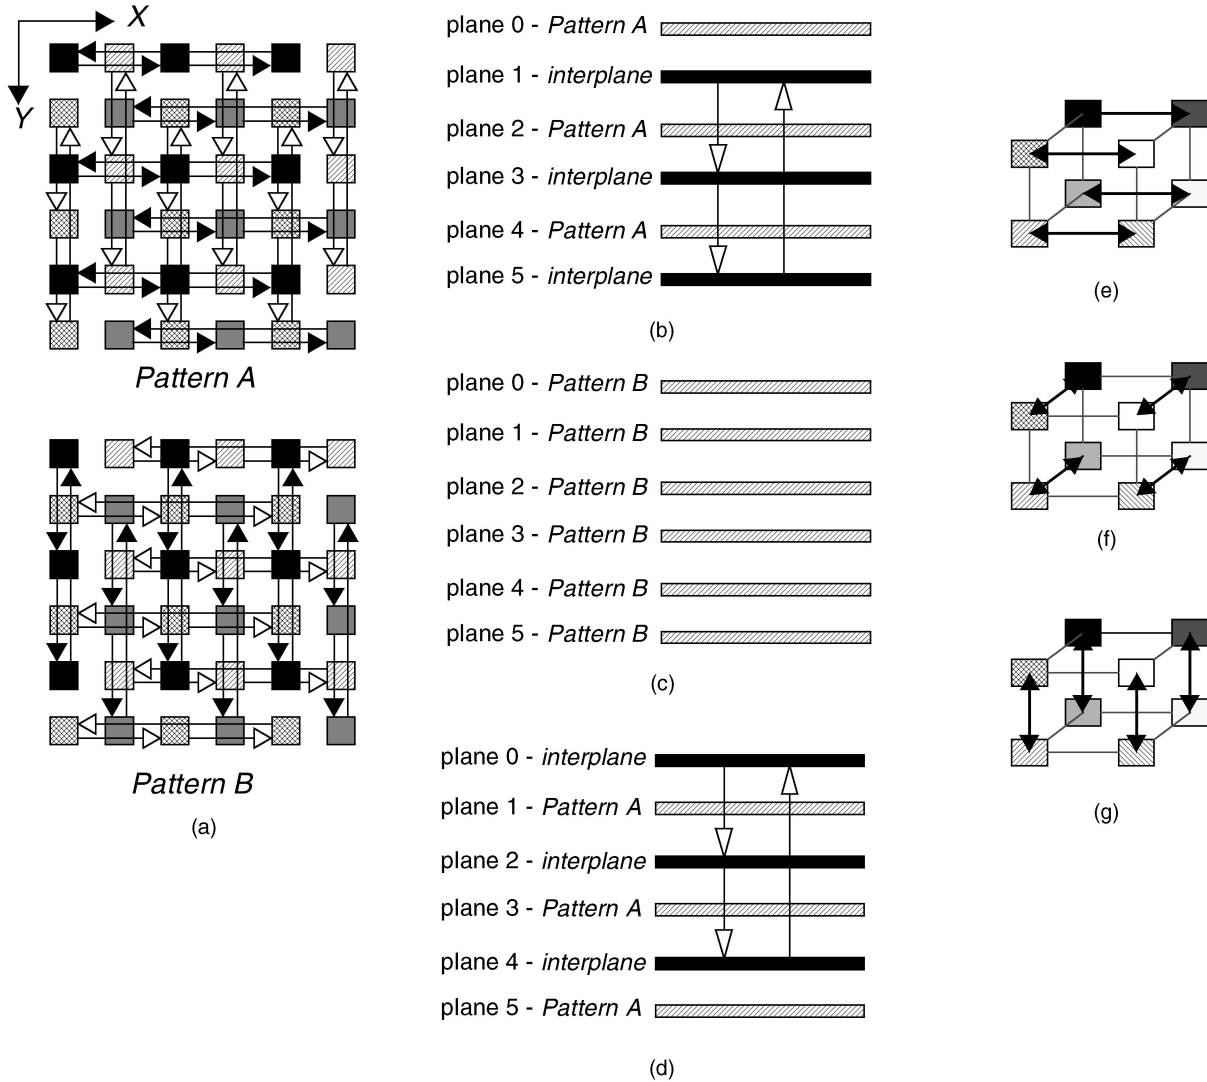 X
Y
Pattern A
Pattern B
(a)
plane 0 - Pattern A
plane 1 - interplane
plane 2 - Pattern A
plane 3 - interplane
plane 4 - Pattern A
plane 5 - interplane
(b)
plane 0 - Pattern B
plane 1 - Pattern B
plane 2 - Pattern B
plane 3 - Pattern B
plane 4 - Pattern B
plane 5 - Pattern B
(c)
plane 0 - interplane
plane 1 - Pattern A
plane 2 - interplane
plane 3 - Pattern A
plane 4 - interplane
plane 5 - Pattern A
(d)
(e)
(f)
(g)